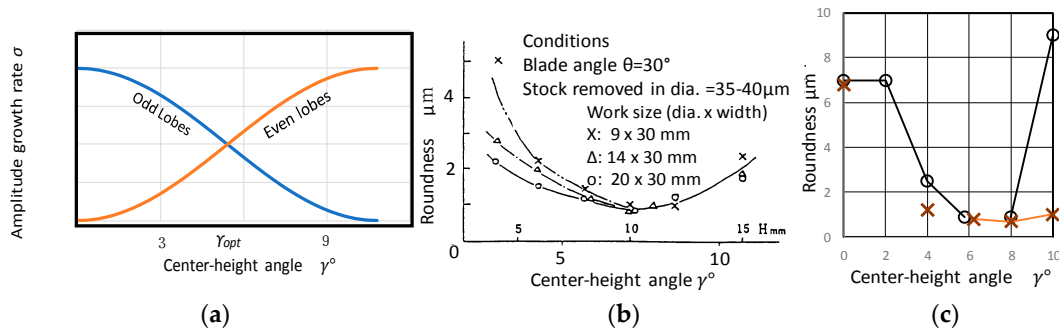 (a)
Amplitude growth rate σ
Odd Lobes
Even lobes
3
γopt
9
Center-height angle γ°
(b)
Conditions
Blade angle θ=30°
Stock removed in dia. =35-40μm
Work size (dia. x width)
X: 9 x 30 mm
Δ: 14 x 30 mm
o: 20 x 30 mm
Roundness μm
4
2
0
5
10
15 H mm
5
10
Center-height angle γ°
(c)
Roundness μm
10
8
6
4
2
0
0
2
4
6
8
10
Center-height angle γ°
(a)
(b)
(c)